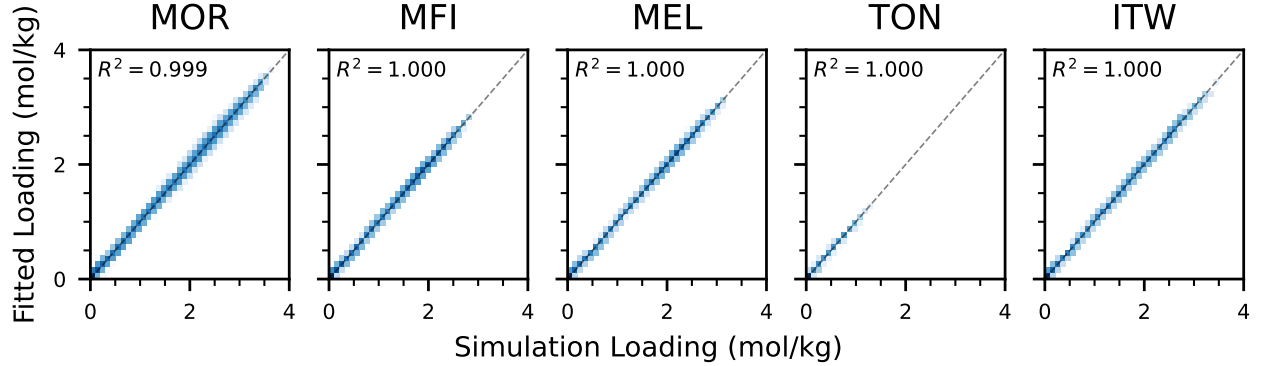 MOR MFI MEL TON ITW
Fitted Loading (mol/kg)
4
2
0
R² = 0.999
R² = 1.000
R² = 1.000
R² = 1.000
R² = 1.000
0 2 4 0 2 4 0 2 4 0 2 4 0 2 4
Simulation Loading (mol/kg)